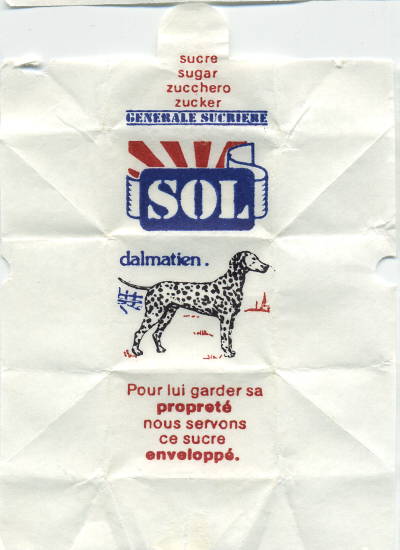 sucre
sugar
zucchero
zucker
GENERALE SUCRIERE
SOL
dalmatien.
Pour lui garder sa
propreté
nous servons
ce sucre
enveloppé.